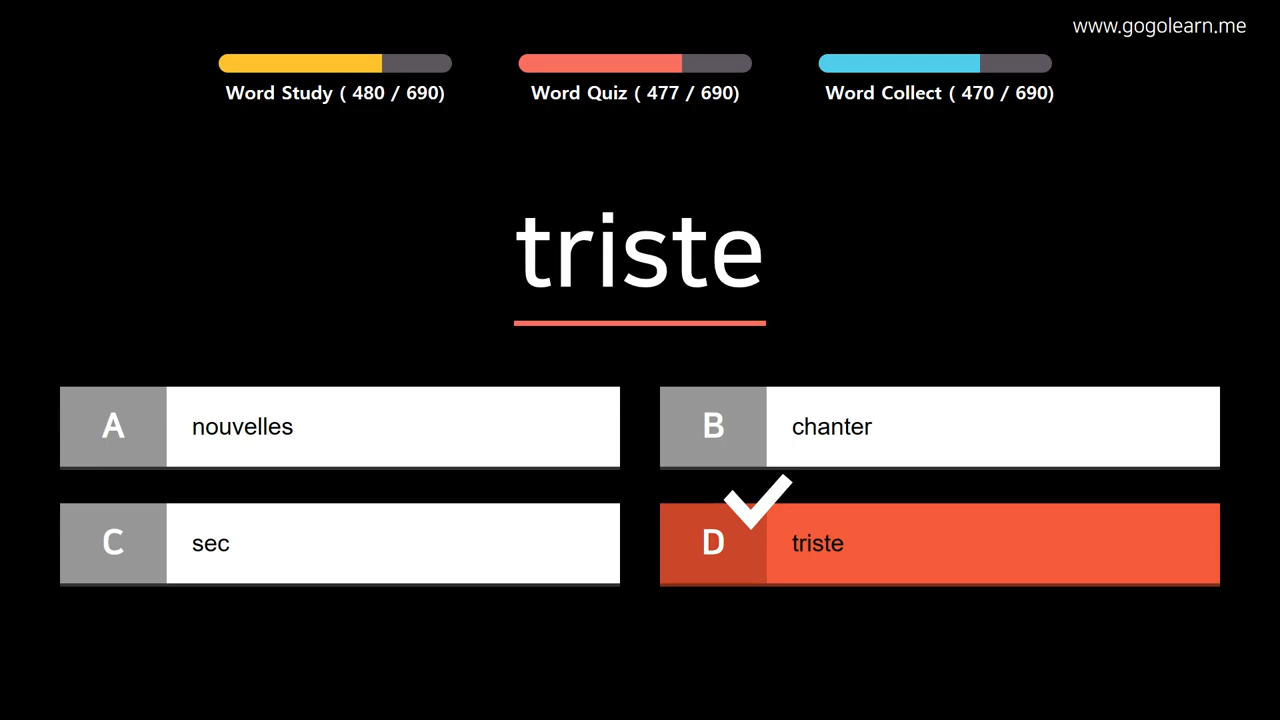 www.gogolearn.me
Word Study ( 480 / 690)
Word Quiz ( 477 / 690)
Word Collect ( 470 / 690)
triste
A nouvelles
B chanter
C sec
D triste